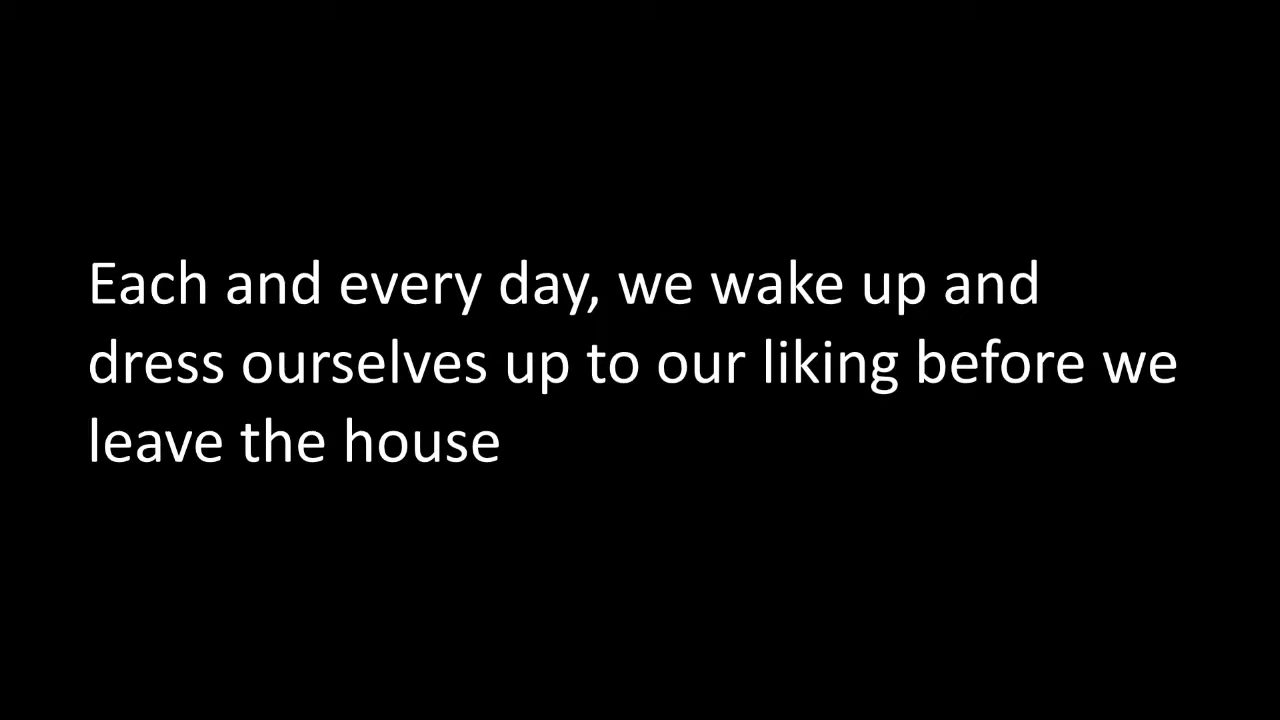 Each and every day, we wake up and
dress ourselves up to our liking before we
leave the house